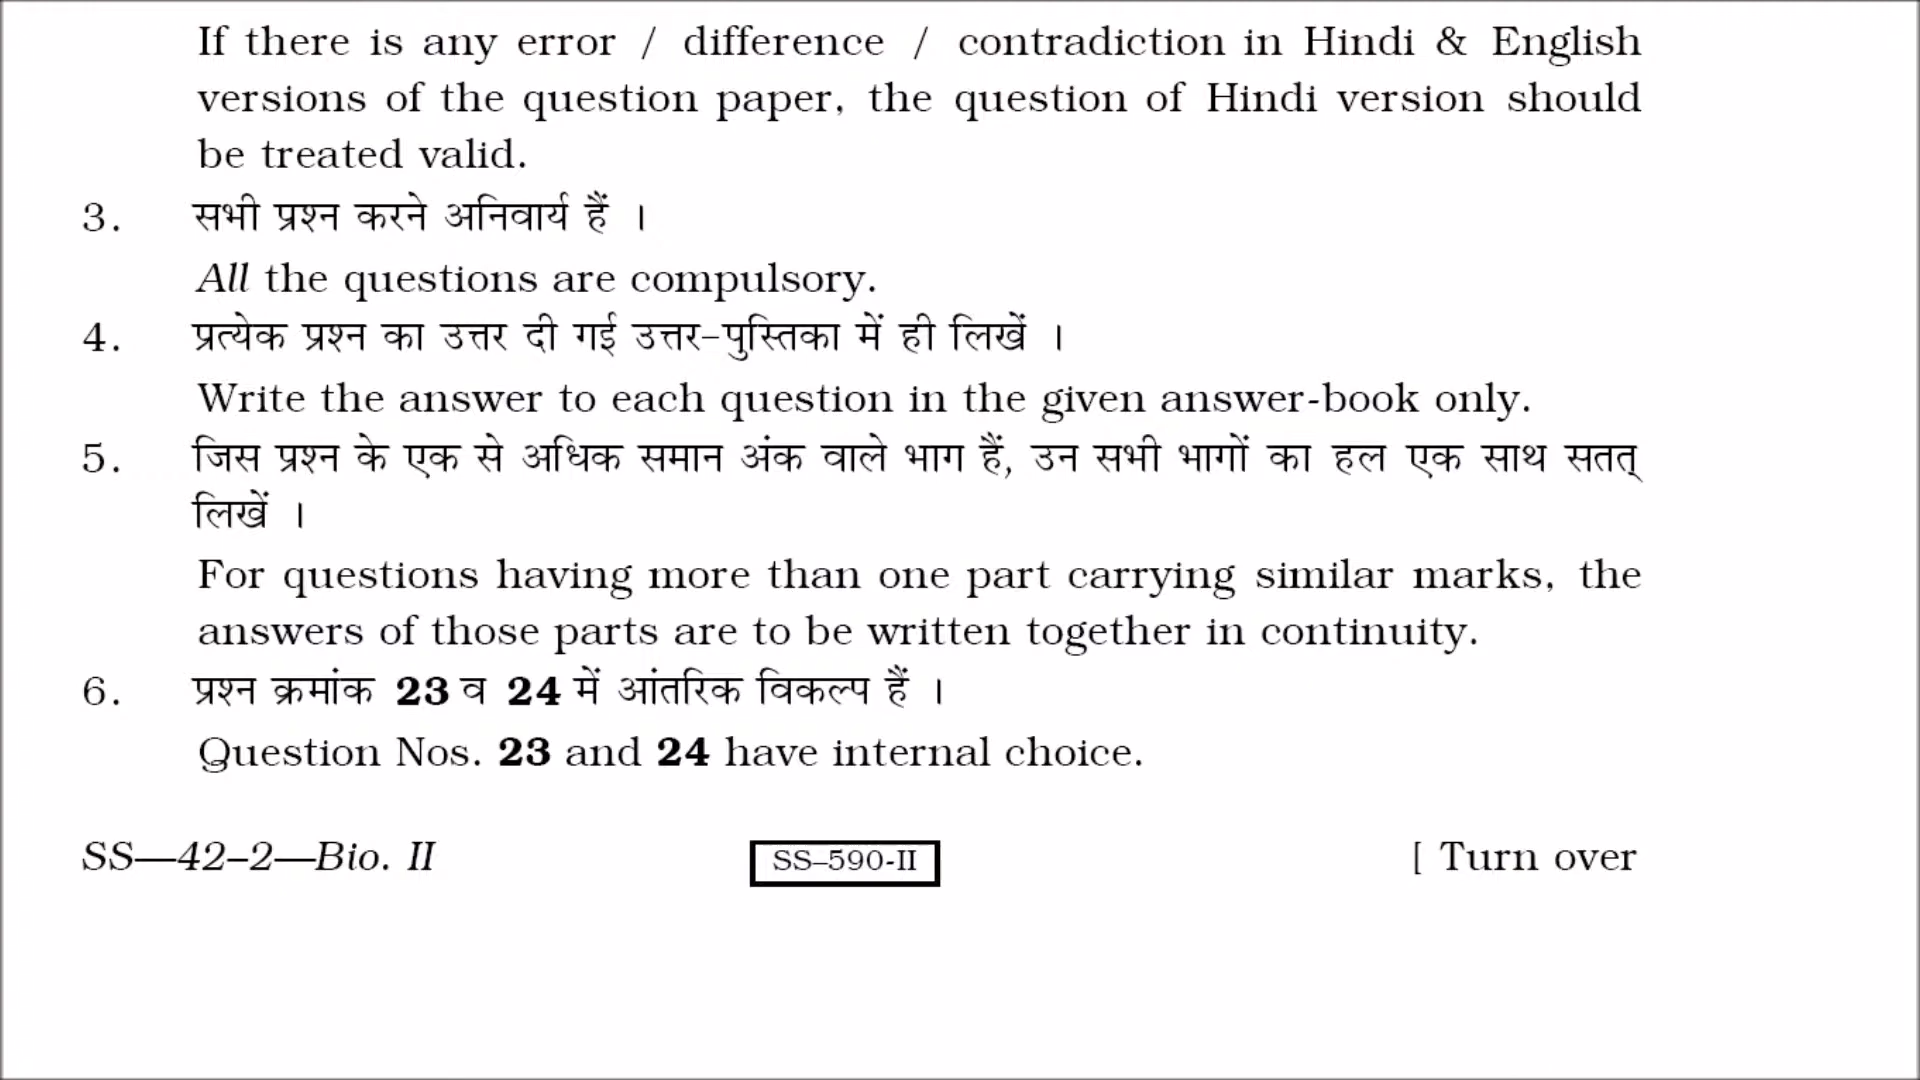 If there is any error / difference / contradiction in Hindi & English
versions of the question paper, the question of Hindi version should
be treated valid.
3. सभी प्रश्न करने अनिवार्य हैं ।
All the questions are compulsory.
4. प्रत्येक प्रश्न का उत्तर दी गई उत्तर-पुस्तिका में ही लिखें ।
Write the answer to each question in the given answer-book only.
5. जिस प्रश्न के एक से अधिक समान अंक वाले भाग हैं, उन सभी भागों का हल एक साथ सतत्
लिखें ।
For questions having more than one part carrying similar marks, the
answers of those parts are to be written together in continuity.
6. प्रश्न क्रमांक 23 व 24 में आंतरिक विकल्प हैं ।
Question Nos. 23 and 24 have internal choice.
SS—42–2—Bio. II SS–590-II [ Turn over